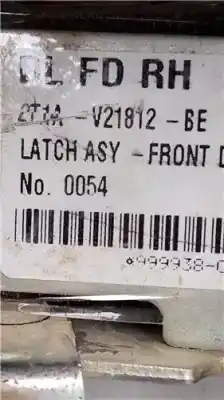 DL FD RH
2T1A -V21812 -BE
LATCH ASY -FRONT D
No. 0054
*999938-0